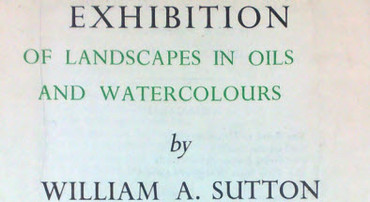 EXHIBITION
OF LANDSCAPES IN OILS
AND WATERCOLOURS
by
WILLIAM A. SUTTON